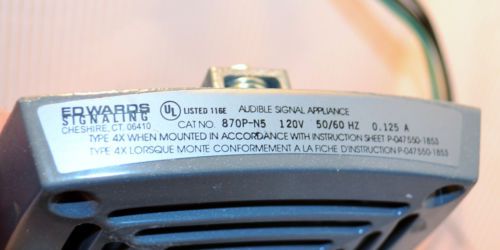 EDWARDS
SIGNALING
CHESHIRE, CT. 06410
UL LISTED 116E AUDIBLE SIGNAL APPLIANCE
CAT NO. 870P-N5 120V 50/60 HZ 0.125 A
TYPE 4X WHEN MOUNTED IN ACCORDANCE WITH INSTRUCTION SHEET P-047550-1853
TYPE 4X LORSQUE MONTE CONFORMEMENT A LA FICHE D'INSTRUCTION P-047550-1853